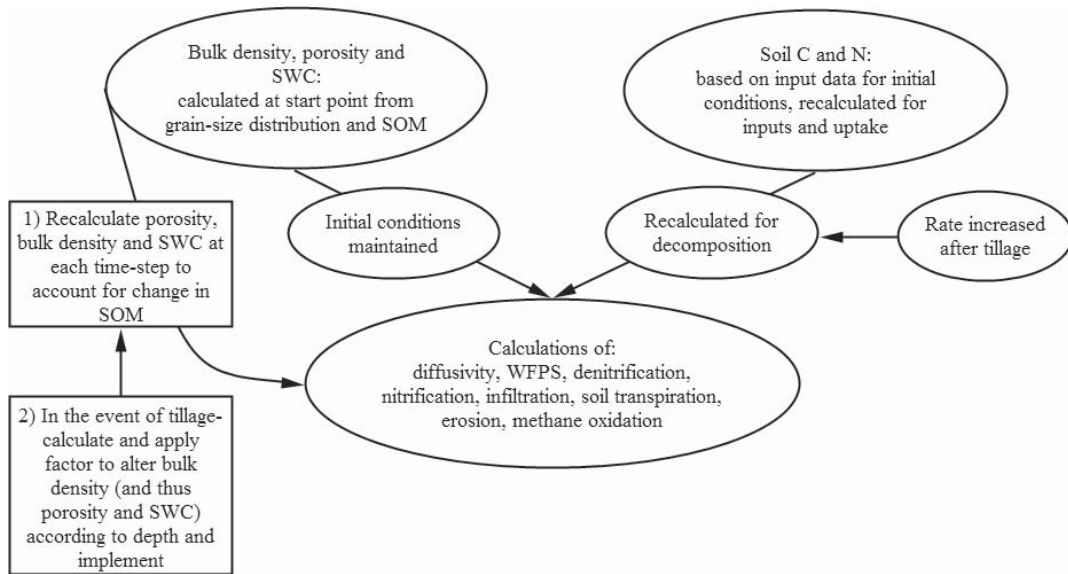 Bulk density, porosity and
SWC:
calculated at start point from
grain-size distribution and SOM
Soil C and N:
based on input data for initial
conditions, recalculated for
inputs and uptake
1) Recalculate porosity,
bulk density and SWC at
each time-step to
account for change in
SOM
Initial conditions
maintained
Recalculated for
decomposition
Rate increased
after tillage
Calculations of:
diffusivity, WFPS, denitrification,
nitrification, infiltration, soil transpiration,
erosion, methane oxidation
2) In the event of tillage-
calculate and apply
factor to alter bulk
density (and thus
porosity and SWC)
according to depth and
implement